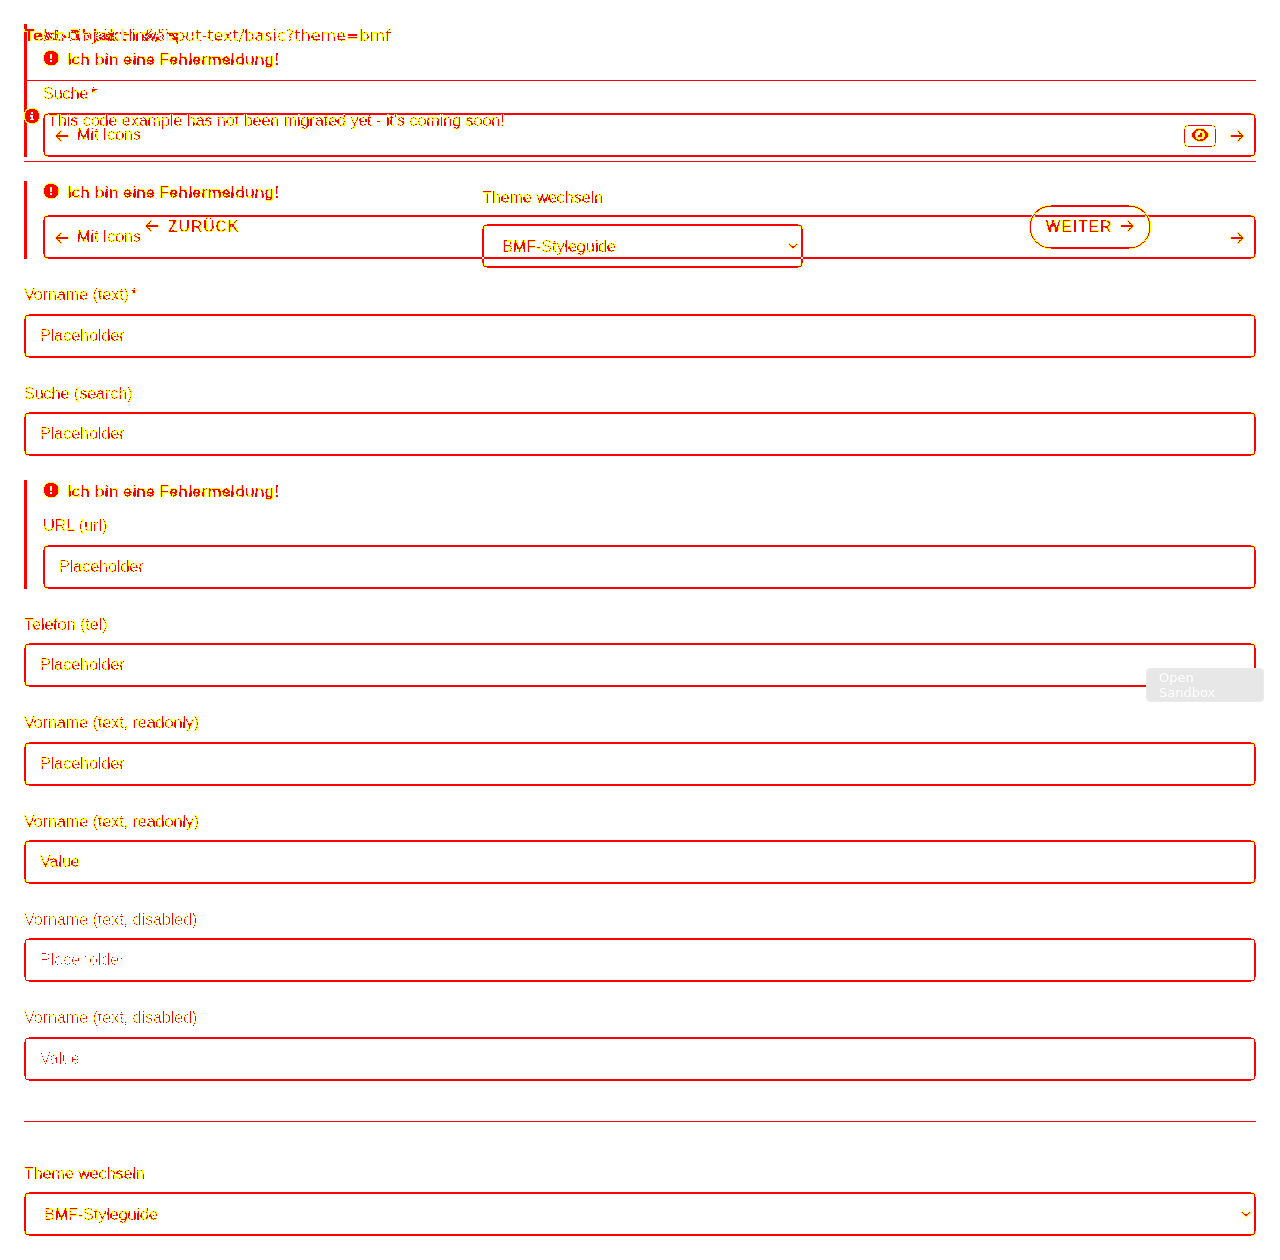 put-text/basic?theme=bmf
Ich bin eine Fehlermeldung!
Suche*
This code example has not been migrated yet - it's coming soon!
Mit Icons
Ich bin eine Fehlermeldung!
Theme wechseln
ZURÜCK
WEITER
Mit Icons
BMF-Styleguide
Vorname (text)*
Placeholder
Suche (search)
Placeholder
Ich bin eine Fehlermeldung!
URL (url)
Placeholder
Telefon (tel)
Placeholder
Open
Sandbox
Vorname (text, readonly)
Placeholder
Vorname (text, readonly)
Value
Vorname (text, disabled)
Placeholder
Vorname (text, disabled)
Value
Theme wechseln
BMF-Styleguide